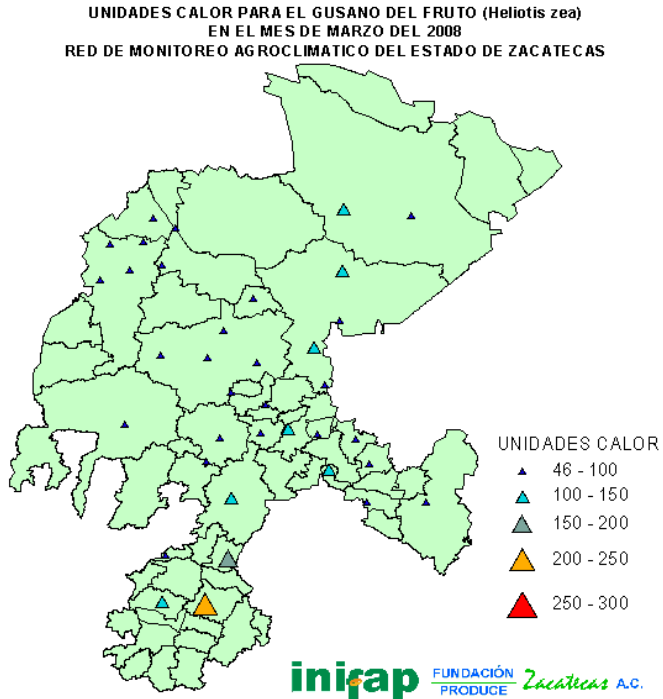 UNIDADES CALOR PARA EL GUSANO DEL FRUTO (Heliotis zea)
EN EL MES DE MARZO DEL 2008
RED DE MONITOREO AGROCLIMATICO DEL ESTADO DE ZACATECAS
UNIDADES CALOR
46 - 100
100 - 150
150 - 200
200 - 250
250 - 300
inifap FUNDACIÓN PRODUCE Zacatecas A.C.